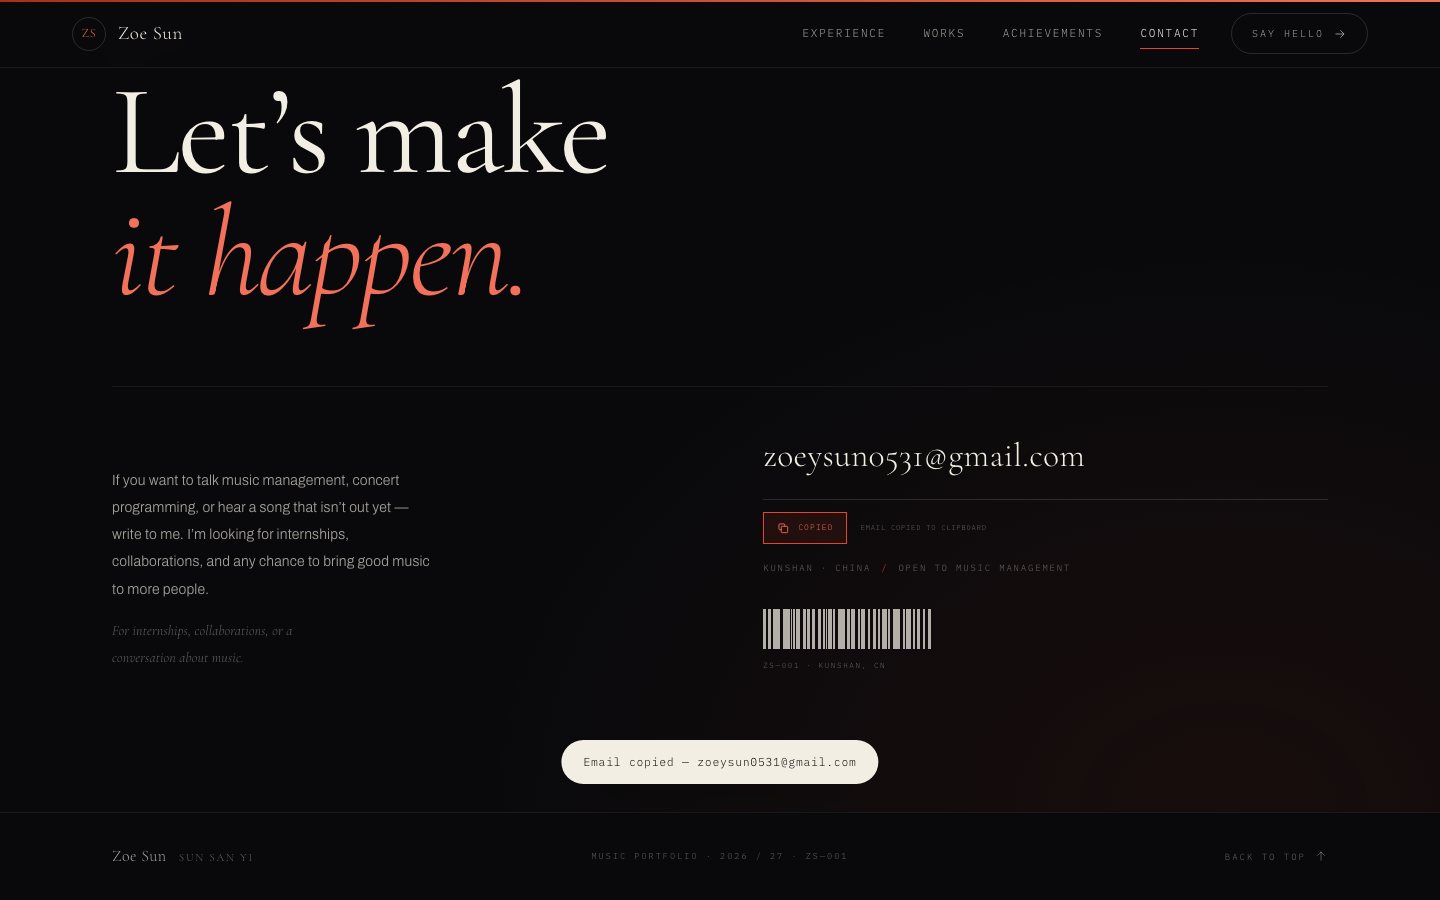 ZS Zoe Sun
EXPERIENCE WORKS ACHIEVEMENTS CONTACT SAY HELLO →
Let’s make
it happen.
zoeysun0531@gmail.com
If you want to talk music management, concert
programming, or hear a song that isn’t out yet —
write to me. I’m looking for internships,
collaborations, and any chance to bring good music
to more people.
For internships, collaborations, or a
conversation about music.
COPIED EMAIL COPIED TO CLIPBOARD
KUNSHAN · CHINA / OPEN TO MUSIC MANAGEMENT
ZS—001 · KUNSHAN, CN
Email copied — zoeysun0531@gmail.com
Zoe Sun SUN SAN YI
MUSIC PORTFOLIO · 2026 / 27 · ZS—001
BACK TO TOP ↑